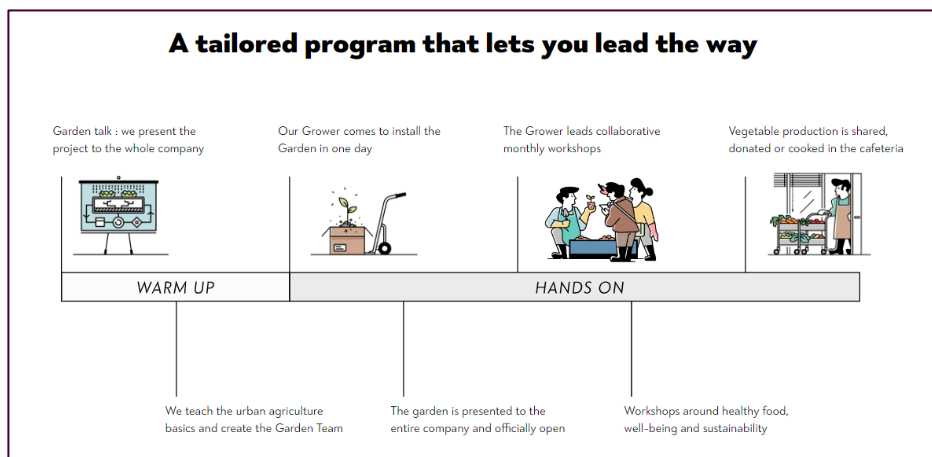 A tailored program that lets you lead the way
Garden talk : we present the
project to the whole company
Our Grower comes to install the
Garden in one day
The Grower leads collaborative
monthly workshops
Vegetable production is shared,
donated or cooked in the cafeteria
WARM UP
HANDS ON
We teach the urban agriculture
basics and create the Garden Team
The garden is presented to the
entire company and officially open
Workshops around healthy food,
well-being and sustainability